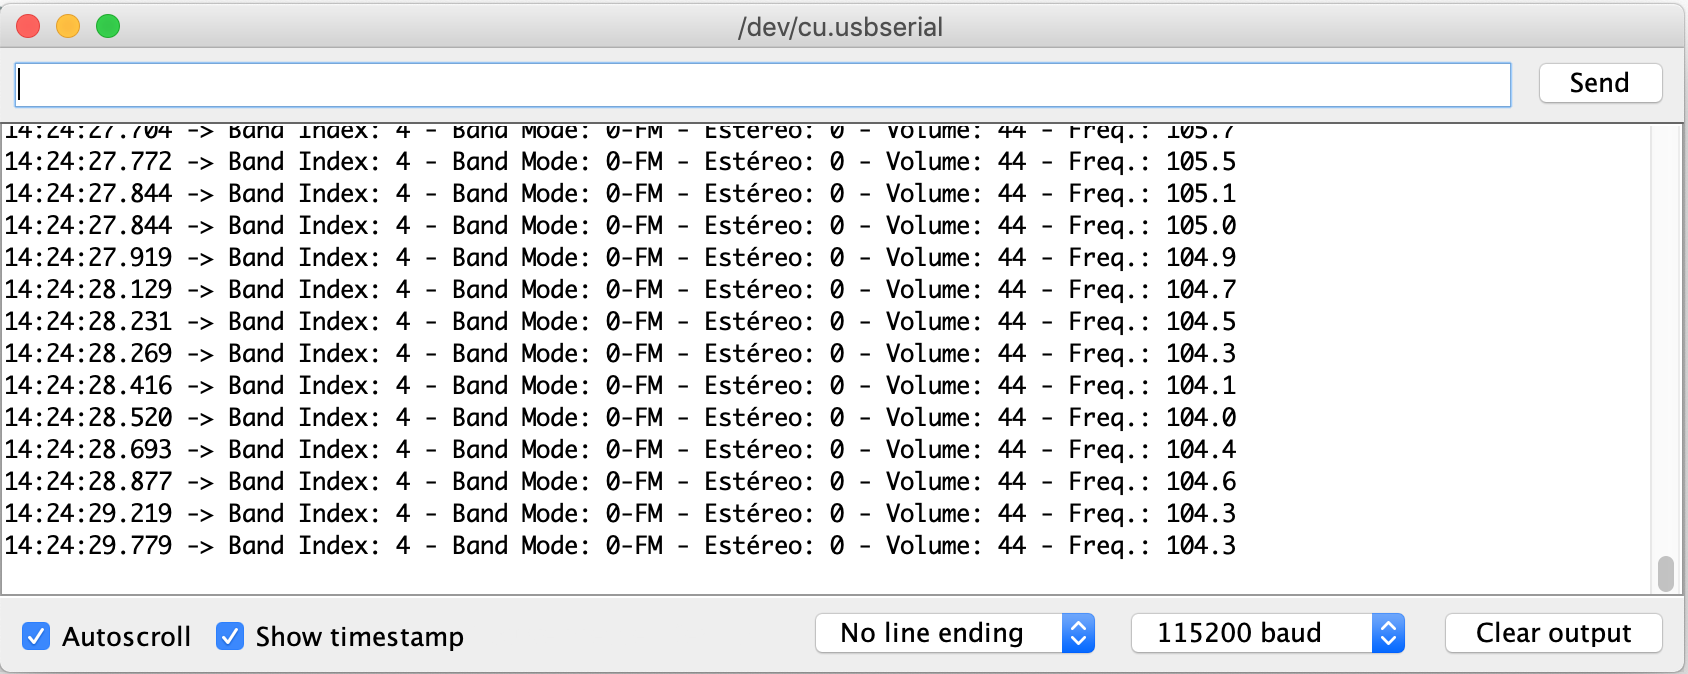 /dev/cu.usbserial
Send
14:24:27.704 -> Band Index: 4 - Band Mode: 0-FM - Estéreo: 0 - Volume: 44 - Freq.: 105.7
14:24:27.772 -> Band Index: 4 - Band Mode: 0-FM - Estéreo: 0 - Volume: 44 - Freq.: 105.5
14:24:27.844 -> Band Index: 4 - Band Mode: 0-FM - Estéreo: 0 - Volume: 44 - Freq.: 105.1
14:24:27.844 -> Band Index: 4 - Band Mode: 0-FM - Estéreo: 0 - Volume: 44 - Freq.: 105.0
14:24:27.919 -> Band Index: 4 - Band Mode: 0-FM - Estéreo: 0 - Volume: 44 - Freq.: 104.9
14:24:28.129 -> Band Index: 4 - Band Mode: 0-FM - Estéreo: 0 - Volume: 44 - Freq.: 104.7
14:24:28.231 -> Band Index: 4 - Band Mode: 0-FM - Estéreo: 0 - Volume: 44 - Freq.: 104.5
14:24:28.269 -> Band Index: 4 - Band Mode: 0-FM - Estéreo: 0 - Volume: 44 - Freq.: 104.3
14:24:28.416 -> Band Index: 4 - Band Mode: 0-FM - Estéreo: 0 - Volume: 44 - Freq.: 104.1
14:24:28.520 -> Band Index: 4 - Band Mode: 0-FM - Estéreo: 0 - Volume: 44 - Freq.: 104.0
14:24:28.693 -> Band Index: 4 - Band Mode: 0-FM - Estéreo: 0 - Volume: 44 - Freq.: 104.4
14:24:28.877 -> Band Index: 4 - Band Mode: 0-FM - Estéreo: 0 - Volume: 44 - Freq.: 104.6
14:24:29.219 -> Band Index: 4 - Band Mode: 0-FM - Estéreo: 0 - Volume: 44 - Freq.: 104.3
14:24:29.779 -> Band Index: 4 - Band Mode: 0-FM - Estéreo: 0 - Volume: 44 - Freq.: 104.3
Autoscroll Show timestamp No line ending 115200 baud Clear output